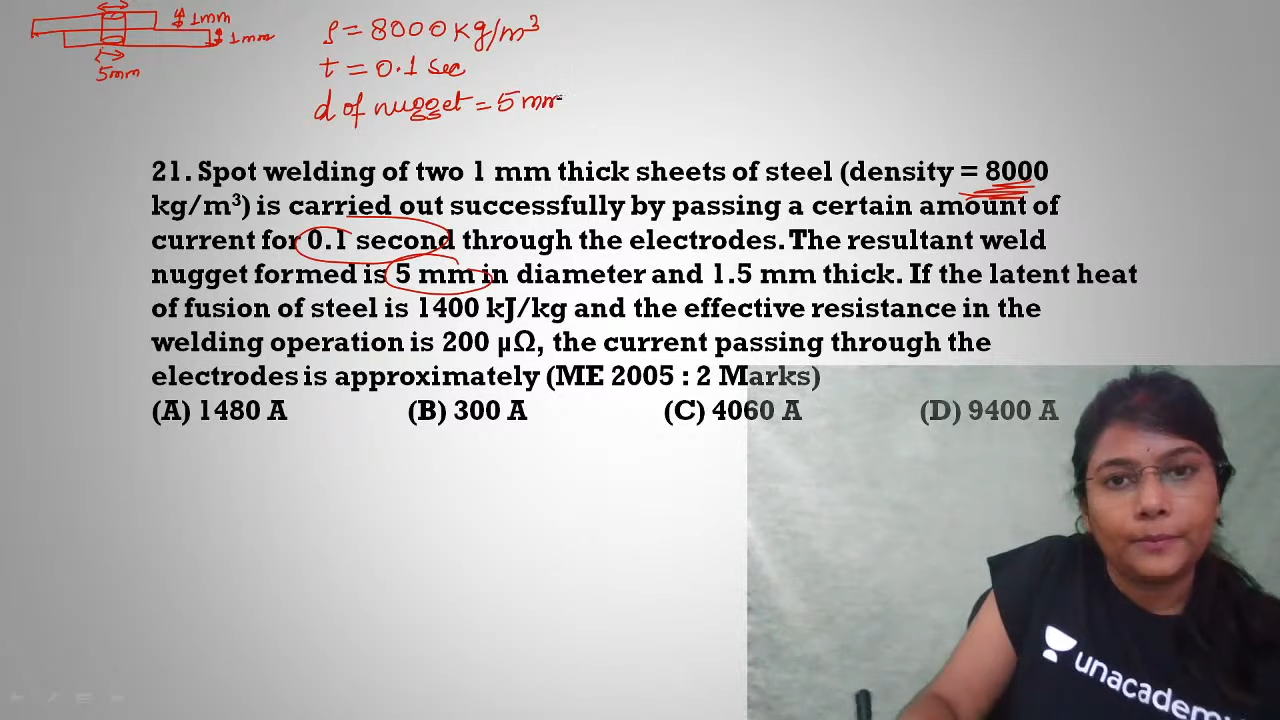 1mm
1mm
5mm
ρ = 8000 kg/m³
t = 0.1 sec
d of nugget = 5 mm
21. Spot welding of two 1 mm thick sheets of steel (density = 8000
kg/m³) is carried out successfully by passing a certain amount of
current for 0.1 second through the electrodes. The resultant weld
nugget formed is 5 mm in diameter and 1.5 mm thick. If the latent heat
of fusion of steel is 1400 kJ/kg and the effective resistance in the
welding operation is 200 μΩ, the current passing through the
electrodes is approximately (ME 2005 : 2 Marks)
(A) 1480 A (B) 300 A (C) 4060 A (D) 9400 A
unacademy